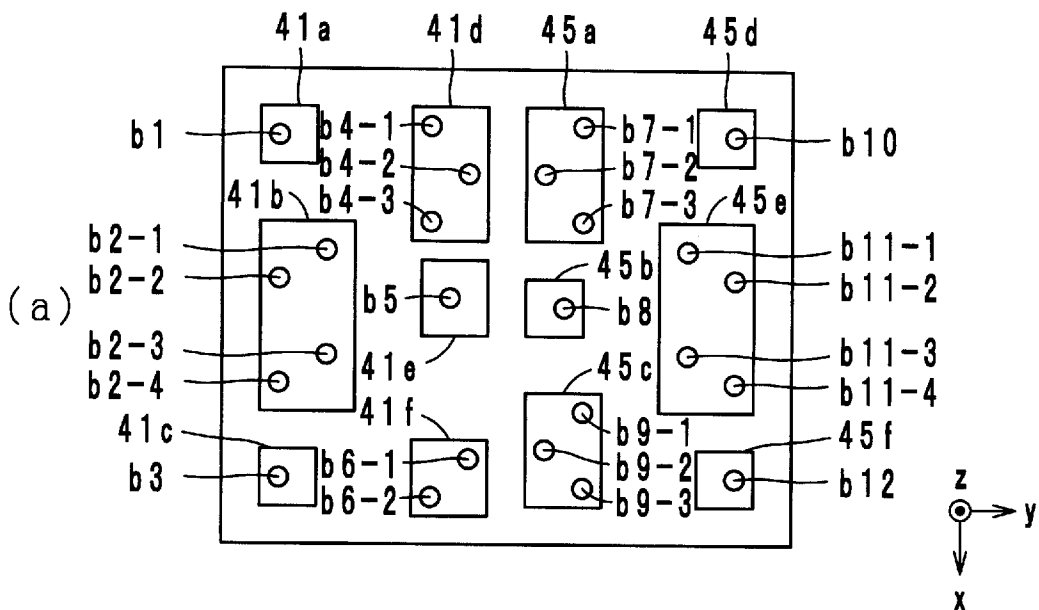 41a 41d 45a 45d
b1 b4-1 b7-1 b10
b4-2 b7-2
41b b4-3 b7-3 45e
b2-1 b11-1
b2-2 45b b11-2
(a) b5 b8
b2-3 b11-3
b2-4 41e 45c b11-4
41c 41f b9-1 45f
b3 b6-1 b9-2 b12
b6-2 b9-3
z
y
x